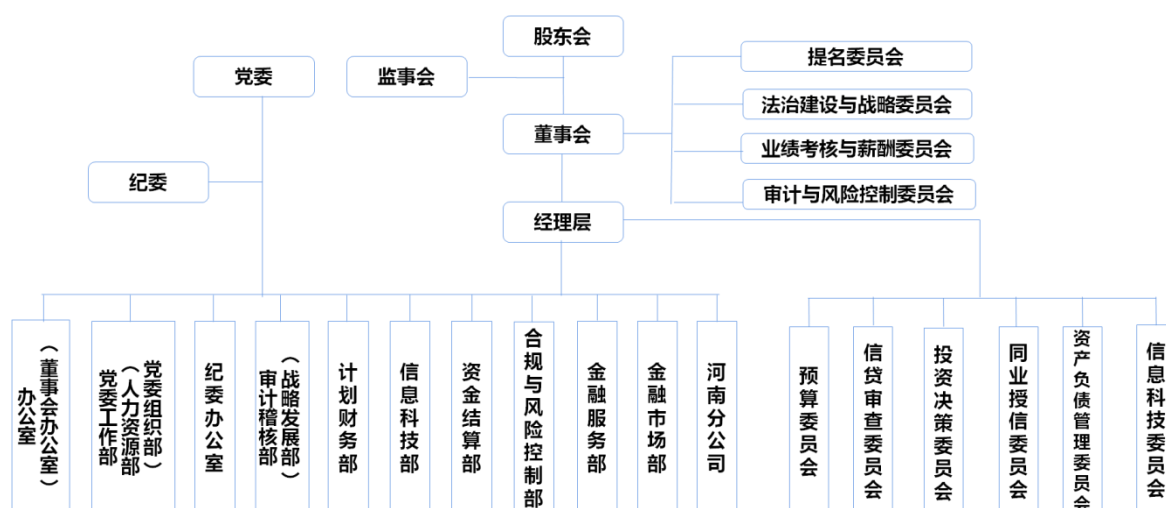 股东会
党委
监事会
提名委员会
法治建设与战略委员会
董事会
业绩考核与薪酬委员会
纪委
审计与风险控制委员会
经理层
办公室
（董事会办公室）
党委工作部
（人力资源部
党委组织部）
纪委办公室
审计稽核部
（战略发展部）
计划财务部
信息科技部
资金结算部
合规与风险控制部
金融服务部
金融市场部
河南分公司
预算委员会
信贷审查委员会
投资决策委员会
同业授信委员会
资产负债管理委员会
信息科技委员会